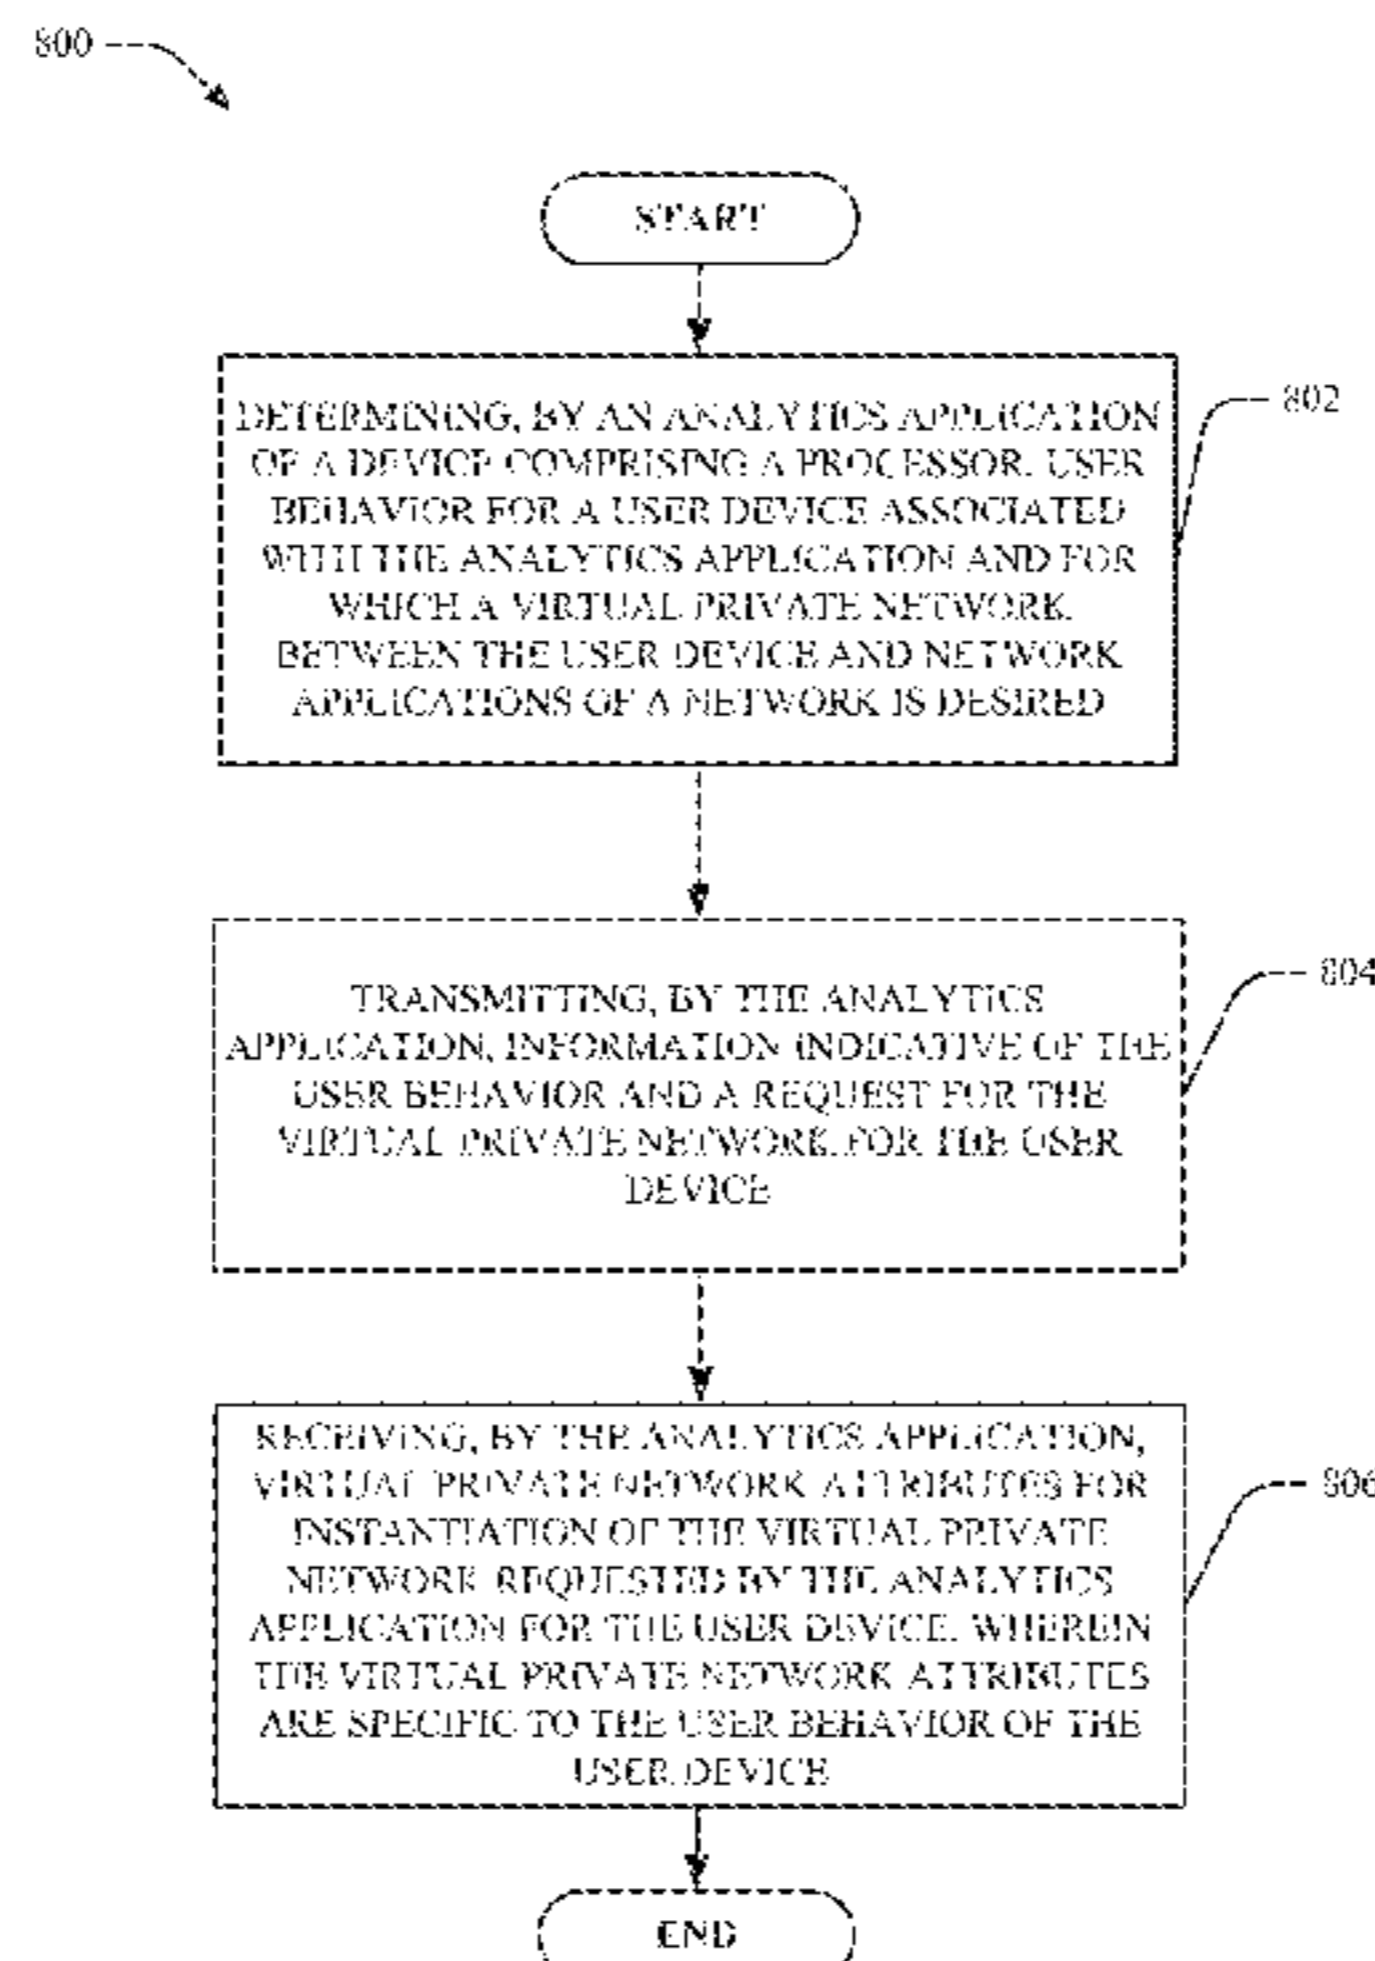 800
START
DETERMINING, BY AN ANALYTICS APPLICATION
OF A DEVICE COMPRISING A PROCESSOR, USER
BEHAVIOR FOR A USER DEVICE ASSOCIATED
WITH THE ANALYTICS APPLICATION AND FOR
WHICH A VIRTUAL PRIVATE NETWORK
BETWEEN THE USER DEVICE AND NETWORK
APPLICATIONS OF A NETWORK IS DESIRED
802
TRANSMITTING, BY THE ANALYTICS
APPLICATION, INFORMATION INDICATIVE OF THE
USER BEHAVIOR AND A REQUEST FOR THE
VIRTUAL PRIVATE NETWORK FOR THE USER
DEVICE
804
RECEIVING, BY THE ANALYTICS APPLICATION,
VIRTUAL PRIVATE NETWORK ATTRIBUTES FOR
INSTANTIATION OF THE VIRTUAL PRIVATE
NETWORK REQUESTED BY THE ANALYTICS
APPLICATION FOR THE USER DEVICE, WHEREIN
THE VIRTUAL PRIVATE NETWORK ATTRIBUTES
ARE SPECIFIC TO THE USER BEHAVIOR OF THE
USER DEVICE
806
END